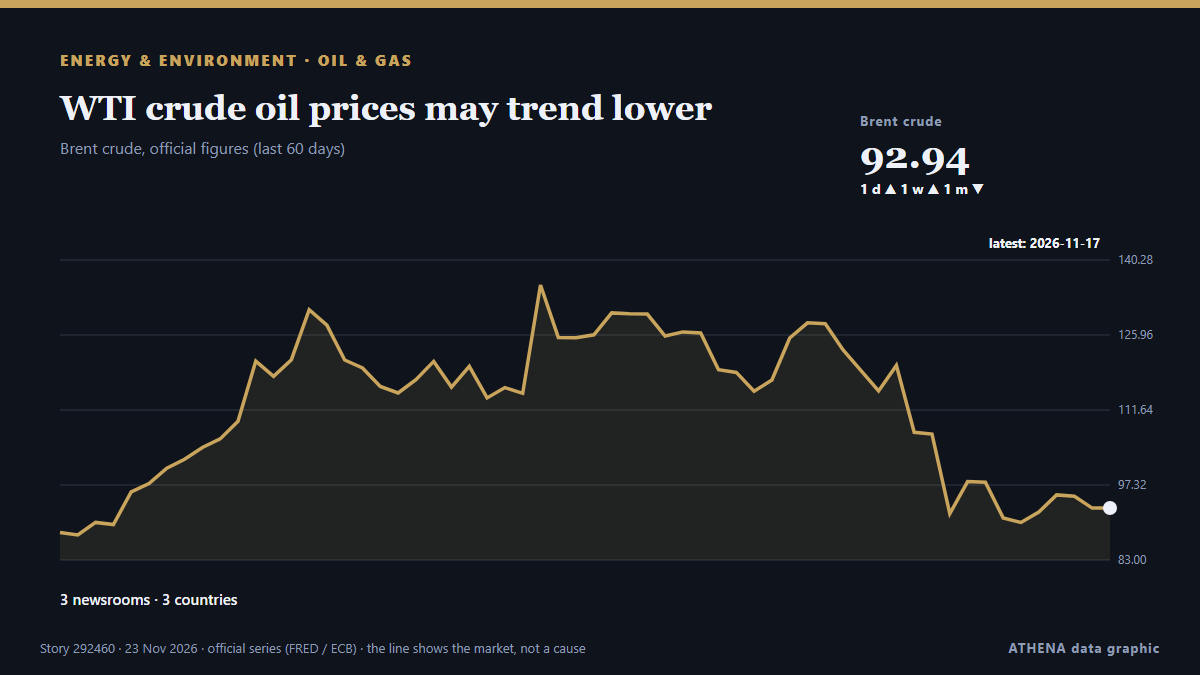 ENERGY & ENVIRONMENT · OIL & GAS
WTI crude oil prices may trend lower
Brent crude, official figures (last 60 days)
Brent crude
92.94
1 d ▲ 1 w ▲ 1 m ▼
latest: 2026-11-17
140.28
125.96
111.64
97.32
83.00
3 newsrooms · 3 countries
Story 292460 · 23 Nov 2026 · official series (FRED / ECB) · the line shows the market, not a cause
ATHENA data graphic